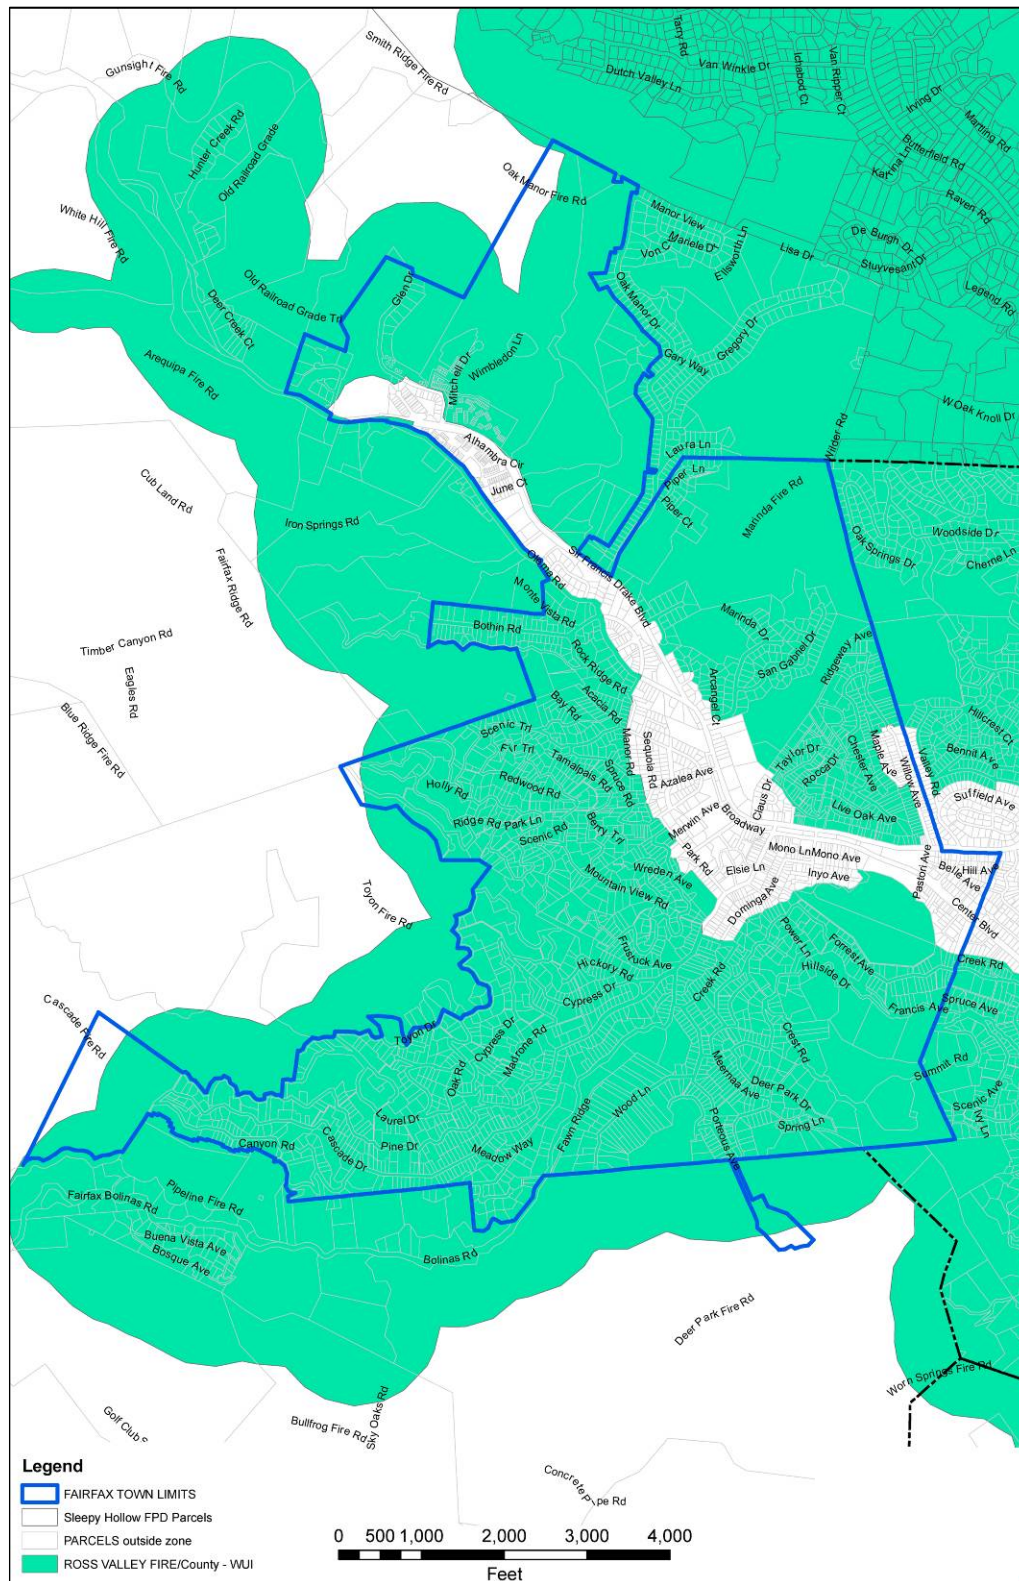 Smith Ridge Fire Rd
Gunsight Fire Rd
Tarry Rd
Van Winkle Dr
Ichabod Ct
Van Ripper Ct
Dutch Valley Ln
Irving Dr
Martling Rd
Hunter Creek Rd
Old Railroad Grade
Butterfield Rd
Katrina Ln
Oak Manor Fire Rd
Raven Rd
White Hill Fire Rd
Manor View
Mariele D
Von C
Ellsworth Ln
Lisa Dr
De Burgh Dr
Stuyvesant Dr
Legend Rd
Old Railroad Grade Trl
Glen Dr
Oak Manor Dr
Deer Creek Ct
Gregory Dr
Gary Way
Arequipa Fire Rd
Mitchell Dr
Wimbledon Ln
W Oak Knoll Dr
Wilder Rd
Alhambra Cir
June Ct
Laura Ln
Piper Ln
Piper Ct
Marinda Fire Rd
Cub Land Rd
Iron Springs Rd
Oak Springs Dr
Woodside Dr
Cherne Ln
Fairfax Ridge Rd
Olema Rd
Sir Francis Drake Blvd
Monte Vista Rd
Bothin Rd
Timber Canyon Rd
Eagles Rd
Marinda Dr
San Gabriel Dr
Ridgeway Ave
Rock Ridge Rd
Acacia Rd
Bay Rd
Arcangel Ct
Blue Ridge Fire Rd
Scenic Trl
Fir Trl
Manor Rd
Sequoia Rd
Hillcrest Ct
Bennit Ave
Maple Ave
Willow Ave
Valley Rd
Tamalpais Rd
Spruce Rd
Azalea Ave
Taylor Dr
Rocca Dr
Chester Ave
Claus Dr
Suffield Ave
Holly Rd
Redwood Rd
Live Oak Ave
Ridge Rd
Park Ln
Scenic Rd
Berry Trl
Merwin Ave
Broadway
Mono Ln
Mono Ave
Park Rd
Elsie Ln
Inyo Ave
Pastori Ave
Belle Ave
Hill Ave
Wreden Ave
Mountain View Rd
Dominga Ave
Center Blvd
Toyon Fire Rd
Power Ln
Forrest Ave
Frustuck Ave
Hickory Rd
Cypress Dr
Creek Rd
Hillside Dr
Creek Rd
Francis Ave
Spruce Ave
Cascade Fire Rd
Toyon Dr
Cypress Dr
Madrone Rd
Oak Rd
Crest Rd
Summit Rd
Meernaa Ave
Deer Park Dr
Scenic Ave
Ivy Ln
Laurel Dr
Wood Ln
Fawn Ridge
Spring Ln
Porteous Ave
Canyon Rd
Cascade Dr
Pine Dr
Meadow Way
Pipeline Fire Rd
Fairfax Bolinas Rd
Buena Vista Ave
Bosque Ave
Bolinas Rd
Deer Park Fire Rd
Worn Springs Fire Rd
Golf Club S
Bullfrog Fire Rd
Sky Oaks Rd
Concrete Pipe Rd
Legend
FAIRFAX TOWN LIMITS
Sleepy Hollow FPD Parcels
PARCELS outside zone
ROSS VALLEY FIRE/County - WUI
0 500 1,000 2,000 3,000 4,000
Feet